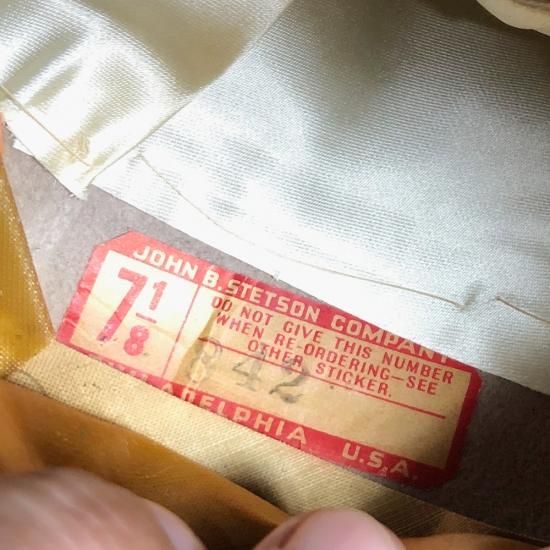 JOHN B. STETSON COMPANY
7 1/8
DO NOT GIVE THIS NUMBER
WHEN RE-ORDERING—SEE
OTHER STICKER.
842
PHILADELPHIA U.S.A.